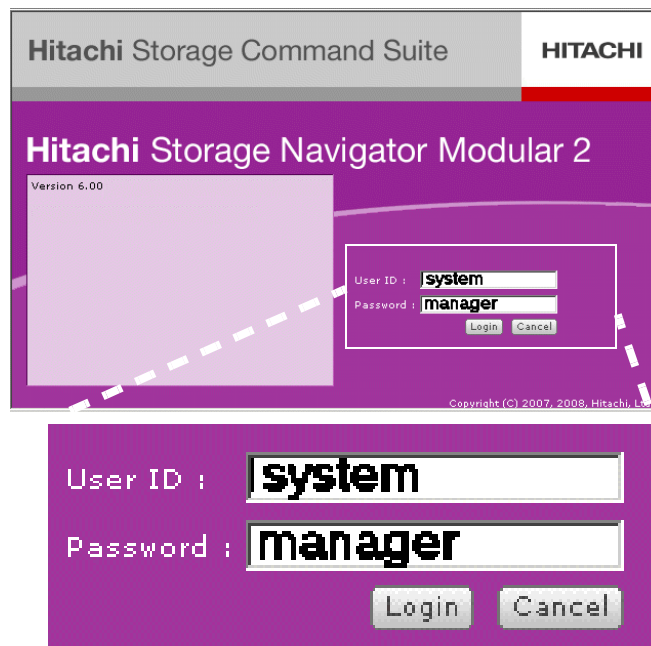 Hitachi Storage Command Suite
HITACHI
Hitachi Storage Navigator Modular 2
Version 6.00
User ID : system
Password : manager
Login Cancel
Copyright (C) 2007, 2008, Hitachi, Ltd
User ID : system
Password : manager
Login Cancel